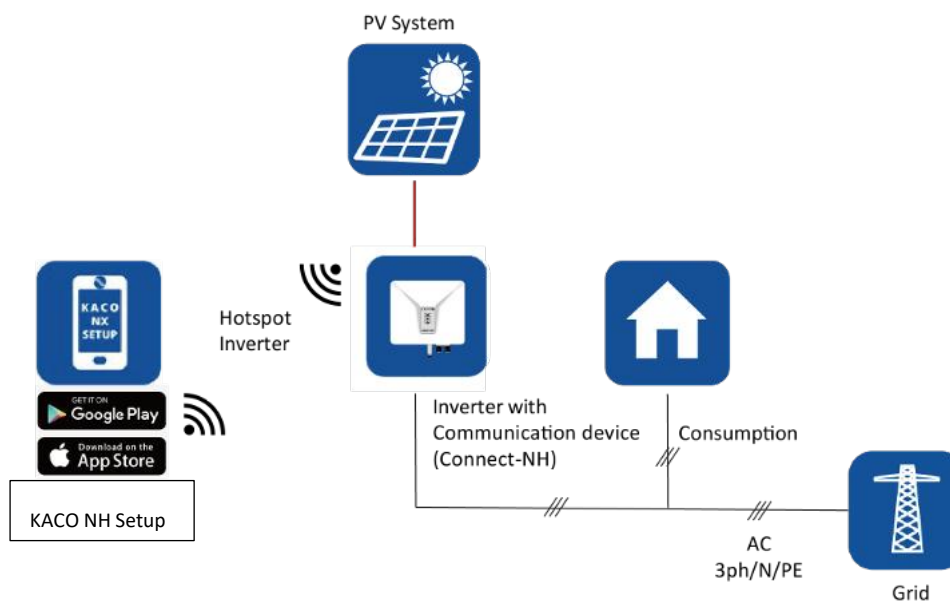 PV System
KACO
NX
SETUP
Hotspot
Inverter
GET IT ON
Google Play
Download on the
App Store
KACO NH Setup
Inverter with
Communication device
(Connect-NH)
Consumption
AC
3ph/N/PE
Grid